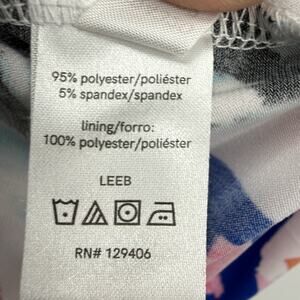 95% polyester/poliéster
5% spandex/spandex
lining/forro:
100% polyester/poliéster
LEEB
RN# 129406